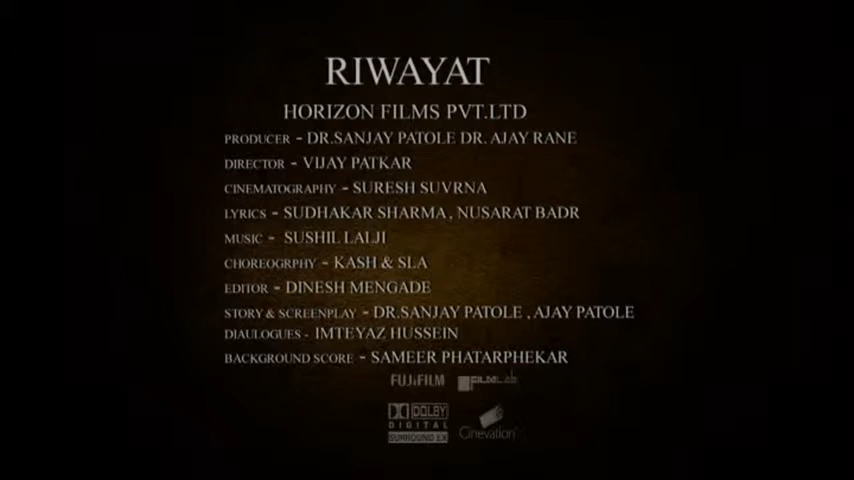 RIWAYAT
HORIZON FILMS PVT.LTD
PRODUCER - DR.SANJAY PATOLE DR. AJAY RANE
DIRECTOR - VIJAY PATKAR
CINEMATOGRAPHY - SURESH SUVRNA
LYRICS - SUDHAKAR SHARMA , NUSARAT BADR
MUSIC - SUSHIL LALJI
CHOREOGRPHY - KASH & SLA
EDITOR - DINESH MENGADE
STORY & SCREENPLAY - DR.SANJAY PATOLE , AJAY PATOLE
DIAULOGUES - IMTEYAZ HUSSEIN
BACKGROUND SCORE - SAMEER PHATARPHEKAR
FUJIFILM FILMLAB
DOLBY
DIGITAL
SURROUND EX Cinevation